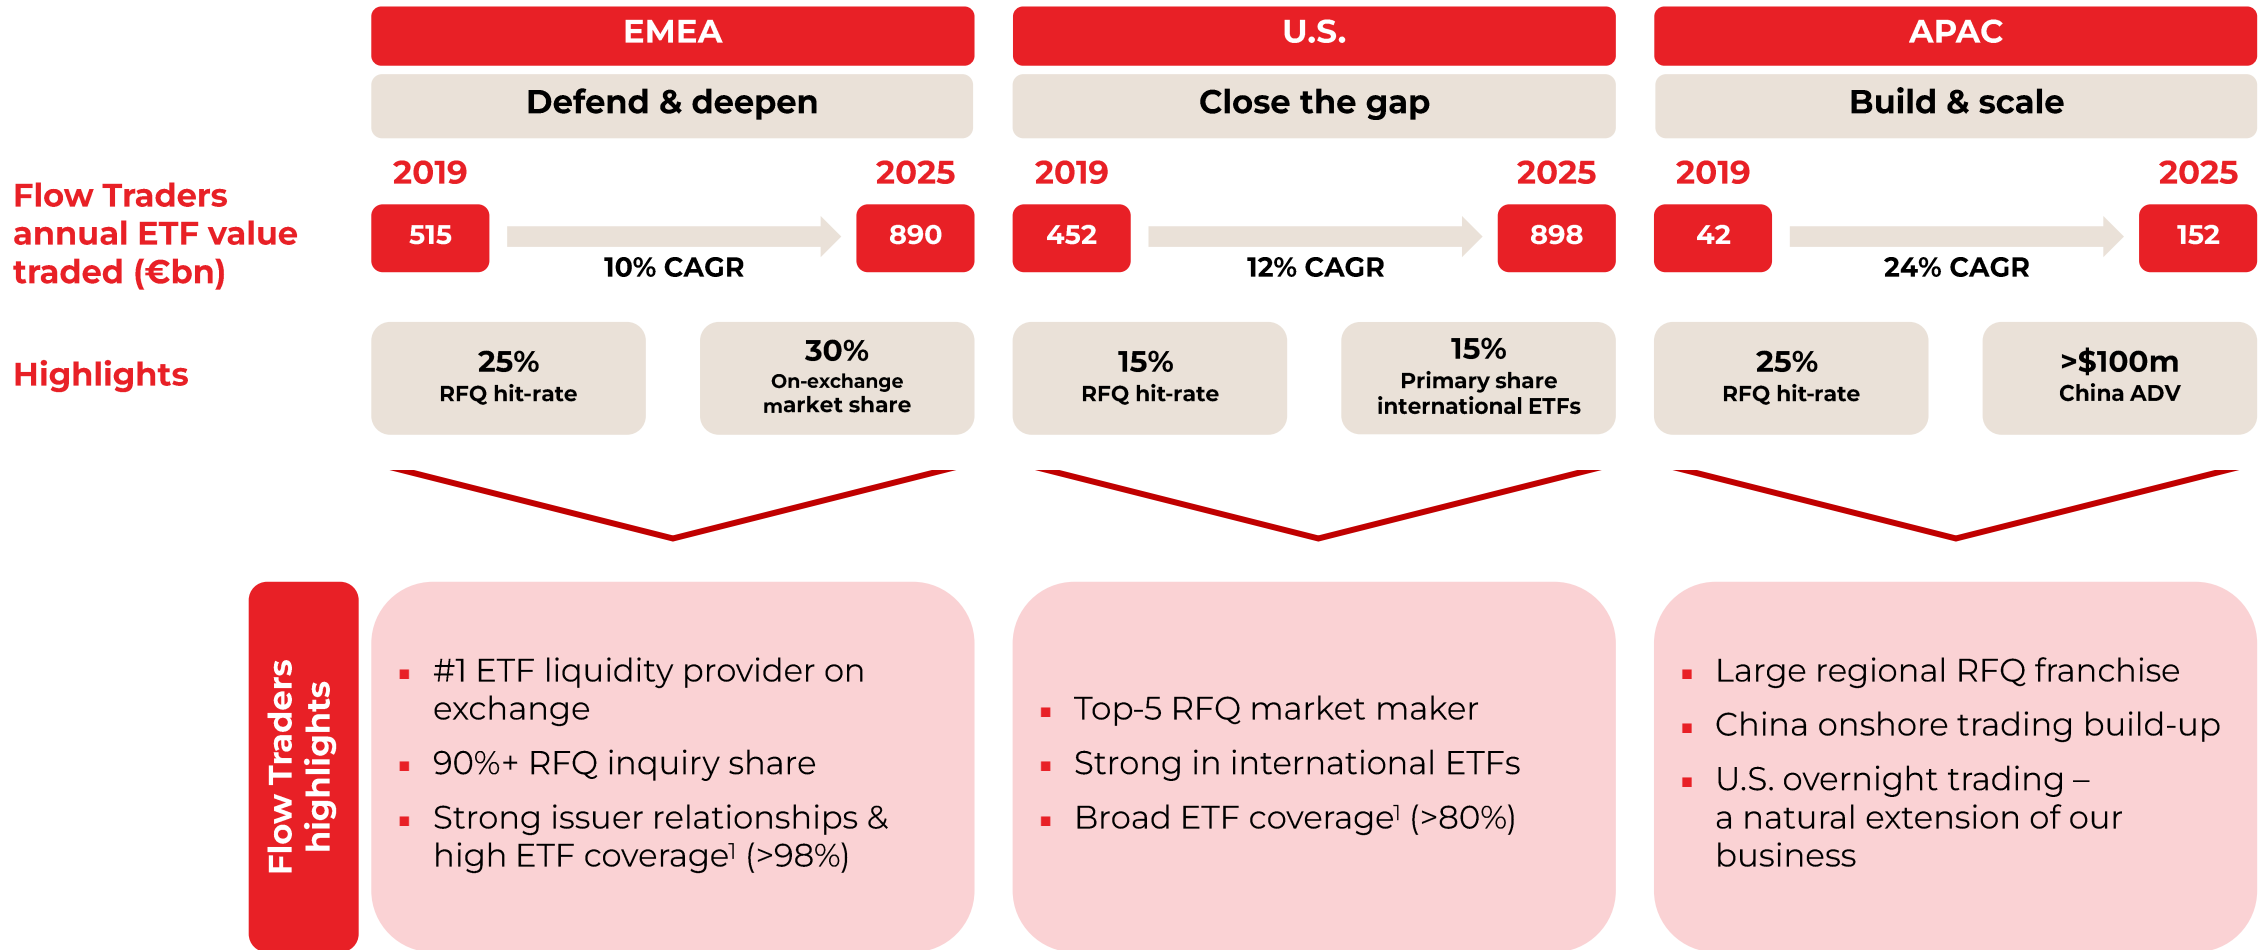 EMEA
U.S.
APAC
Defend & deepen
Close the gap
Build & scale
Flow Traders
annual ETF value
traded (€bn)
2019
2025
515
890
10% CAGR
2019
2025
452
898
12% CAGR
2019
2025
42
152
24% CAGR
Highlights
25%
RFQ hit-rate
30%
On-exchange
market share
15%
RFQ hit-rate
15%
Primary share
international ETFs
25%
RFQ hit-rate
>$100m
China ADV
Flow Traders
highlights
▪ #1 ETF liquidity provider on
exchange
▪ 90%+ RFQ inquiry share
▪ Strong issuer relationships &
high ETF coverage¹ (>98%)
▪ Top-5 RFQ market maker
▪ Strong in international ETFs
▪ Broad ETF coverage¹ (>80%)
▪ Large regional RFQ franchise
▪ China onshore trading build-up
▪ U.S. overnight trading –
a natural extension of our
business